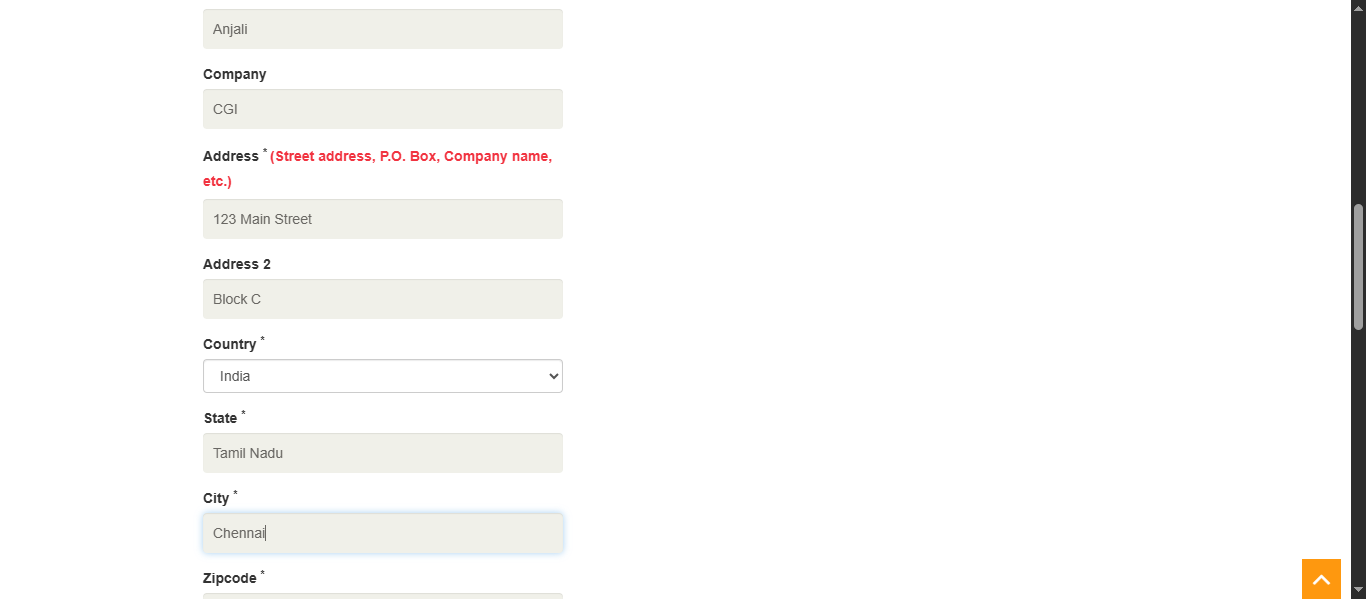 Anjali
Company
CGI
Address * (Street address, P.O. Box, Company name,
etc.)
123 Main Street
Address 2
Block C
Country *
India
State *
Tamil Nadu
City *
Chennai
Zipcode *